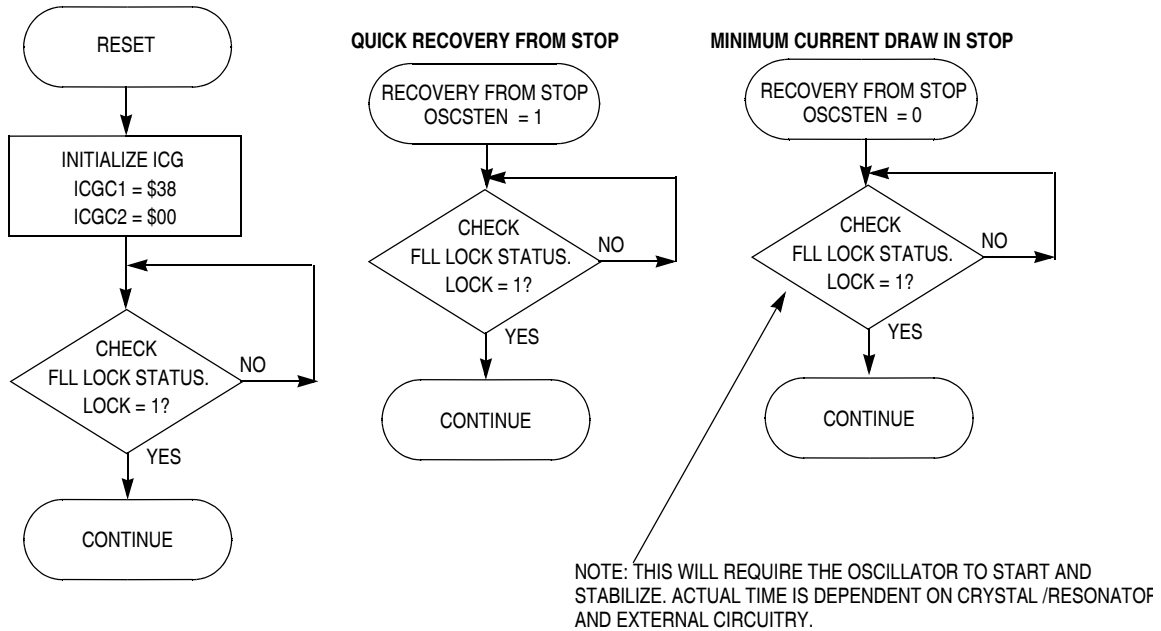 RESET
INITIALIZE ICG
ICGC1 = $38
ICGC2 = $00
CHECK
FLL LOCK STATUS.
LOCK = 1?
NO
YES
CONTINUE
QUICK RECOVERY FROM STOP
RECOVERY FROM STOP
OSCSTEN = 1
CHECK
FLL LOCK STATUS.
LOCK = 1?
NO
YES
CONTINUE
MINIMUM CURRENT DRAW IN STOP
RECOVERY FROM STOP
OSCSTEN = 0
CHECK
FLL LOCK STATUS.
LOCK = 1?
NO
YES
CONTINUE
NOTE: THIS WILL REQUIRE THE OSCILLATOR TO START AND
STABILIZE. ACTUAL TIME IS DEPENDENT ON CRYSTAL /RESONATOR
AND EXTERNAL CIRCUITRY.